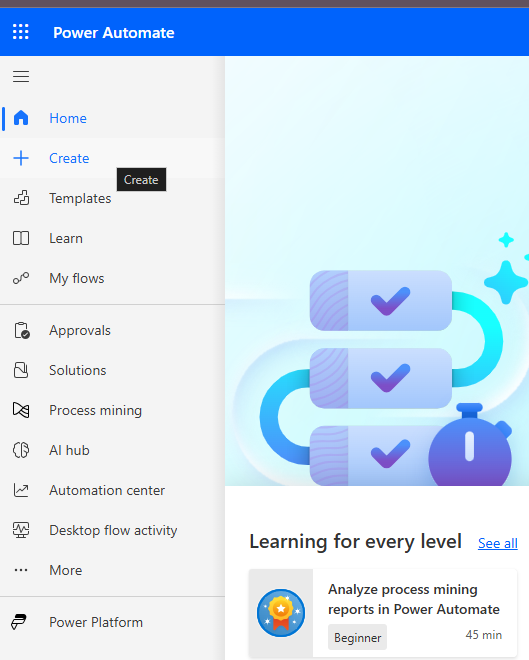 Power Automate
Home
Create
Create
Templates
Learn
My flows
Approvals
Solutions
Process mining
AI hub
Automation center
Desktop flow activity
More
Power Platform
Learning for every level See all
Analyze process mining
reports in Power Automate
Beginner 45 min